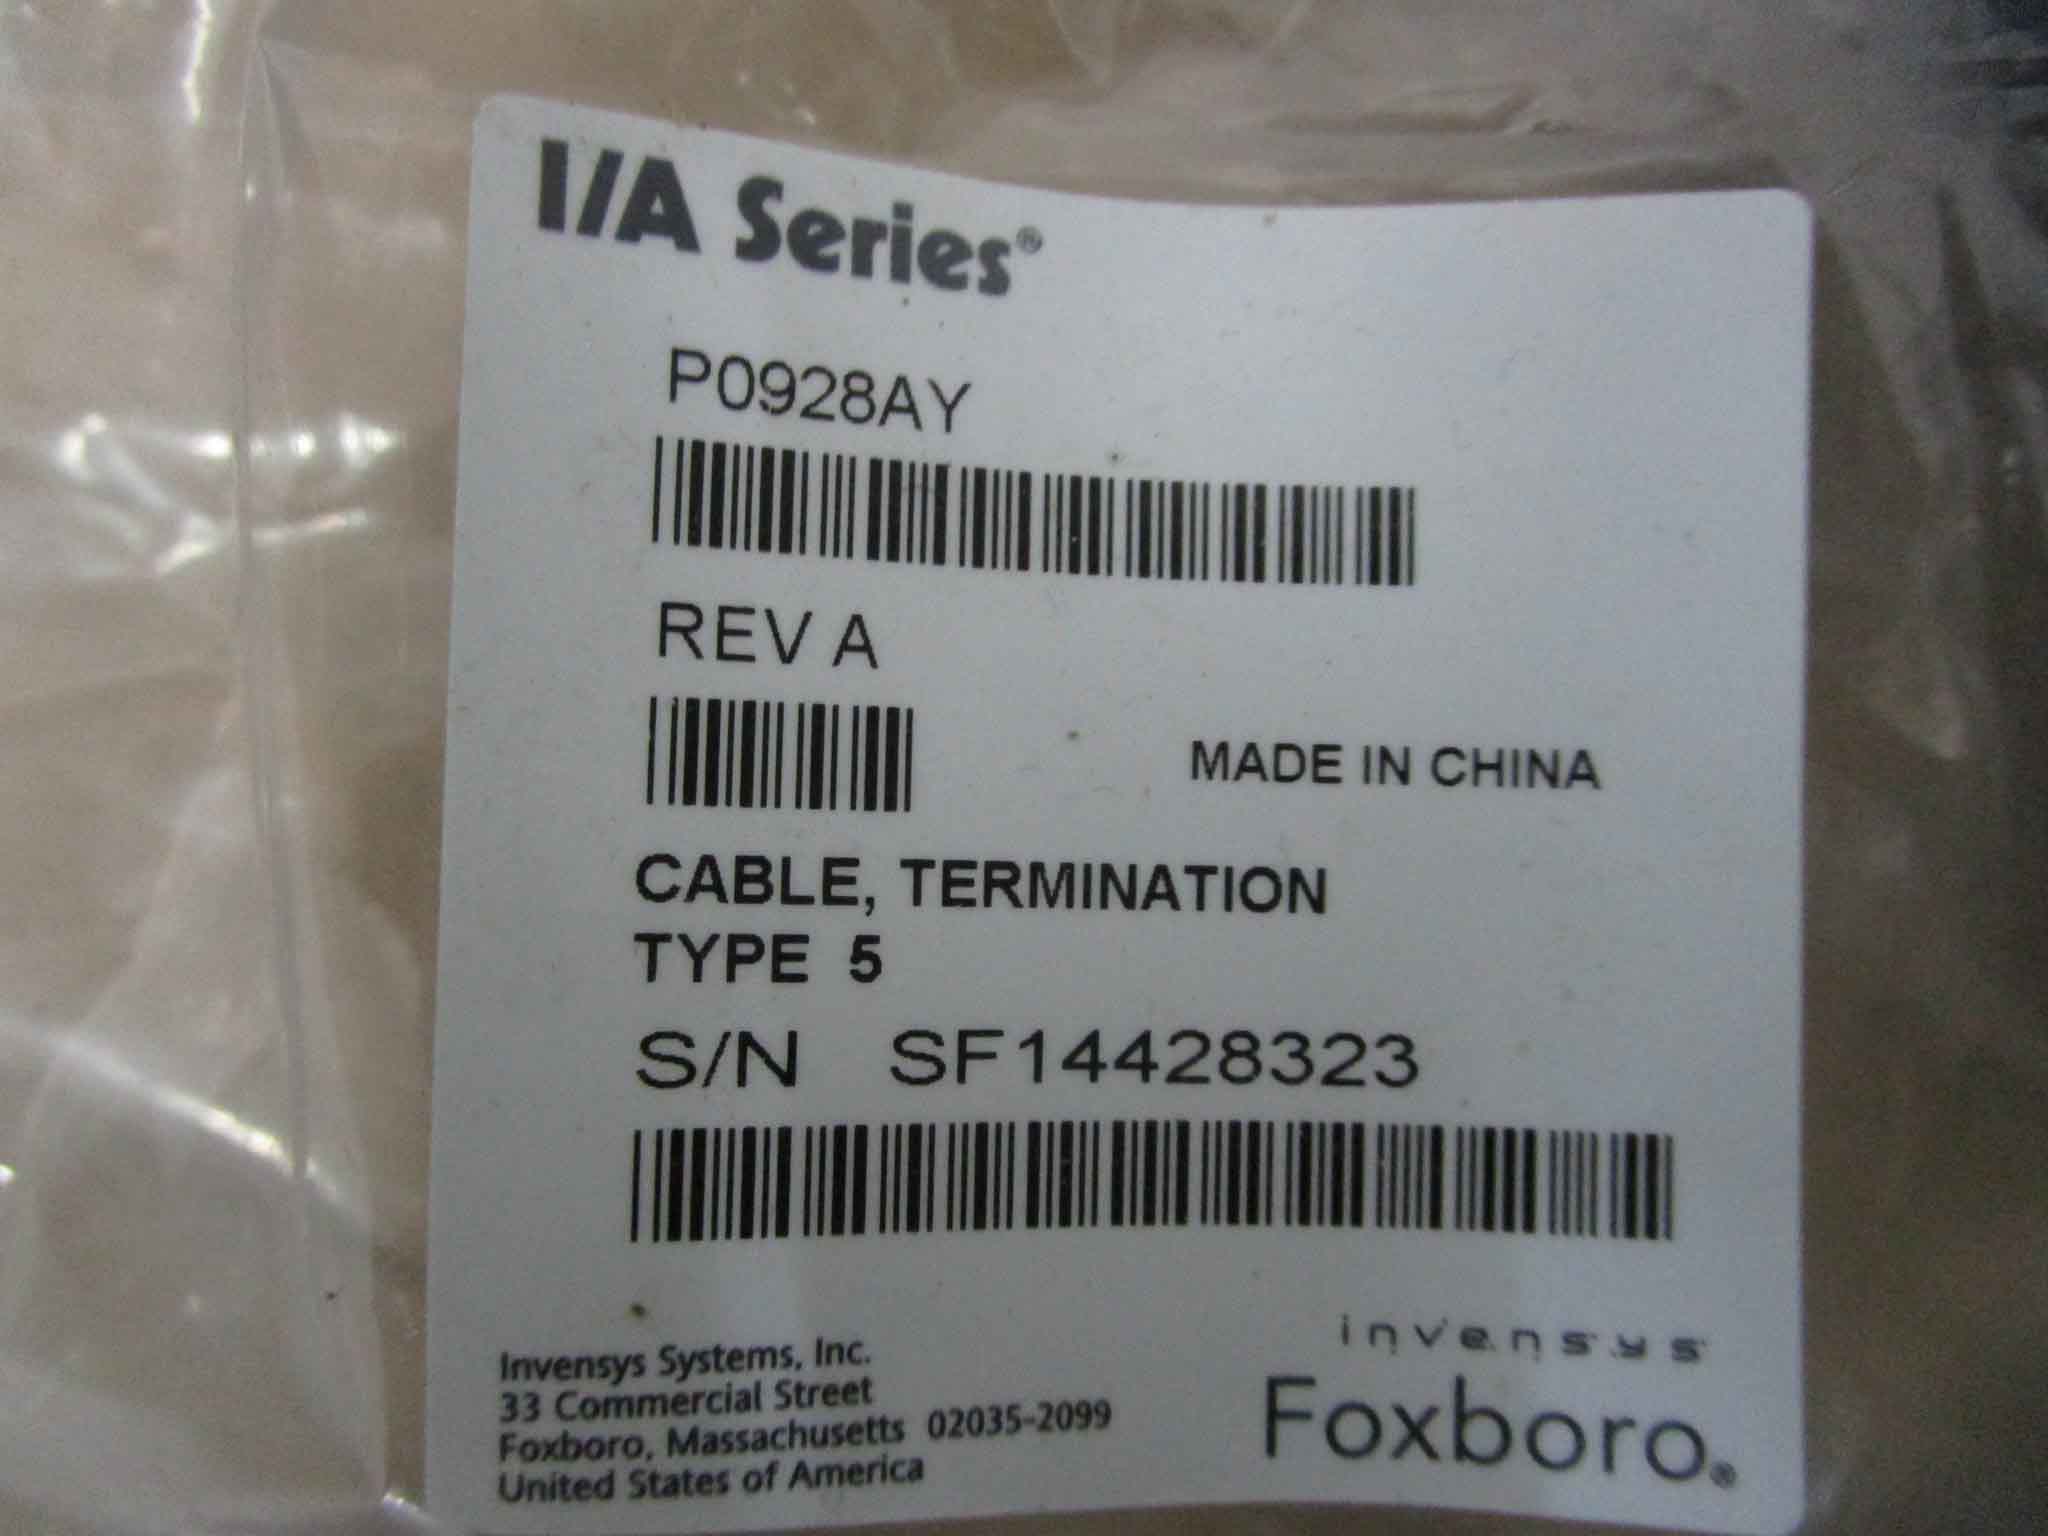 I/A Series®
P0928AY
REV A
MADE IN CHINA
CABLE, TERMINATION
TYPE 5
S/N SF14428323
Invensys Systems, Inc.
33 Commercial Street
Foxboro, Massachusetts 02035-2099
United States of America
invensys
Foxboro®